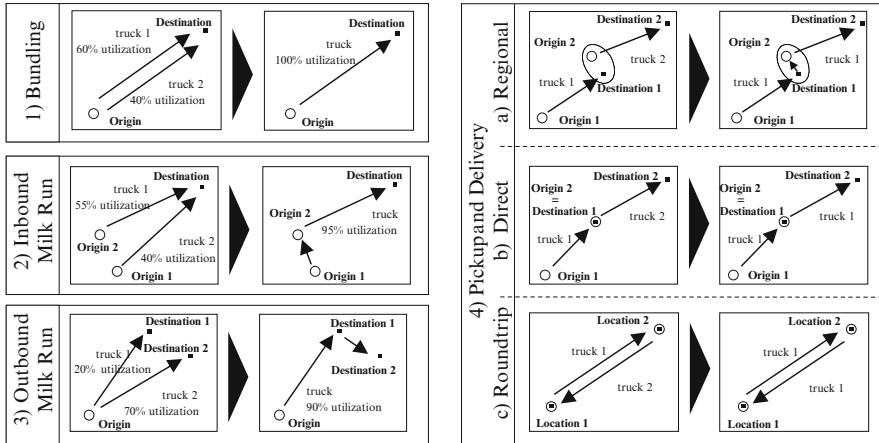 1) Bundling
Destination
truck 1
60% utilization
truck 2
40% utilization
Origin
Destination
truck
100% utilization
Origin
2) Inbound
Milk Run
Destination
truck 1
55% utilization
Origin 2
truck 2
40% utilization
Origin 1
Destination
Origin 2
truck
95% utilization
Origin 1
3) Outbound
Milk Run
Destination 1
Destination 2
truck 1
20% utilization
truck 2
70% utilization
Origin
Destination 1
Destination 2
truck
90% utilization
Origin
4) Pickup and Delivery
a) Regional
Destination 2
Origin 2
truck 2
truck 1
Destination 1
Origin 1
Destination 2
Origin 2
truck 1
truck 1
Destination 1
Origin 1
b) Direct
Destination 2
Origin 2
=
Destination 1
truck 2
truck 1
Origin 1
Destination 2
Origin 2
=
Destination 1
truck 1
truck 1
Origin 1
c) Roundtrip
Location 2
truck 1
truck 2
Location 1
Location 2
truck 1
truck 1
Location 1